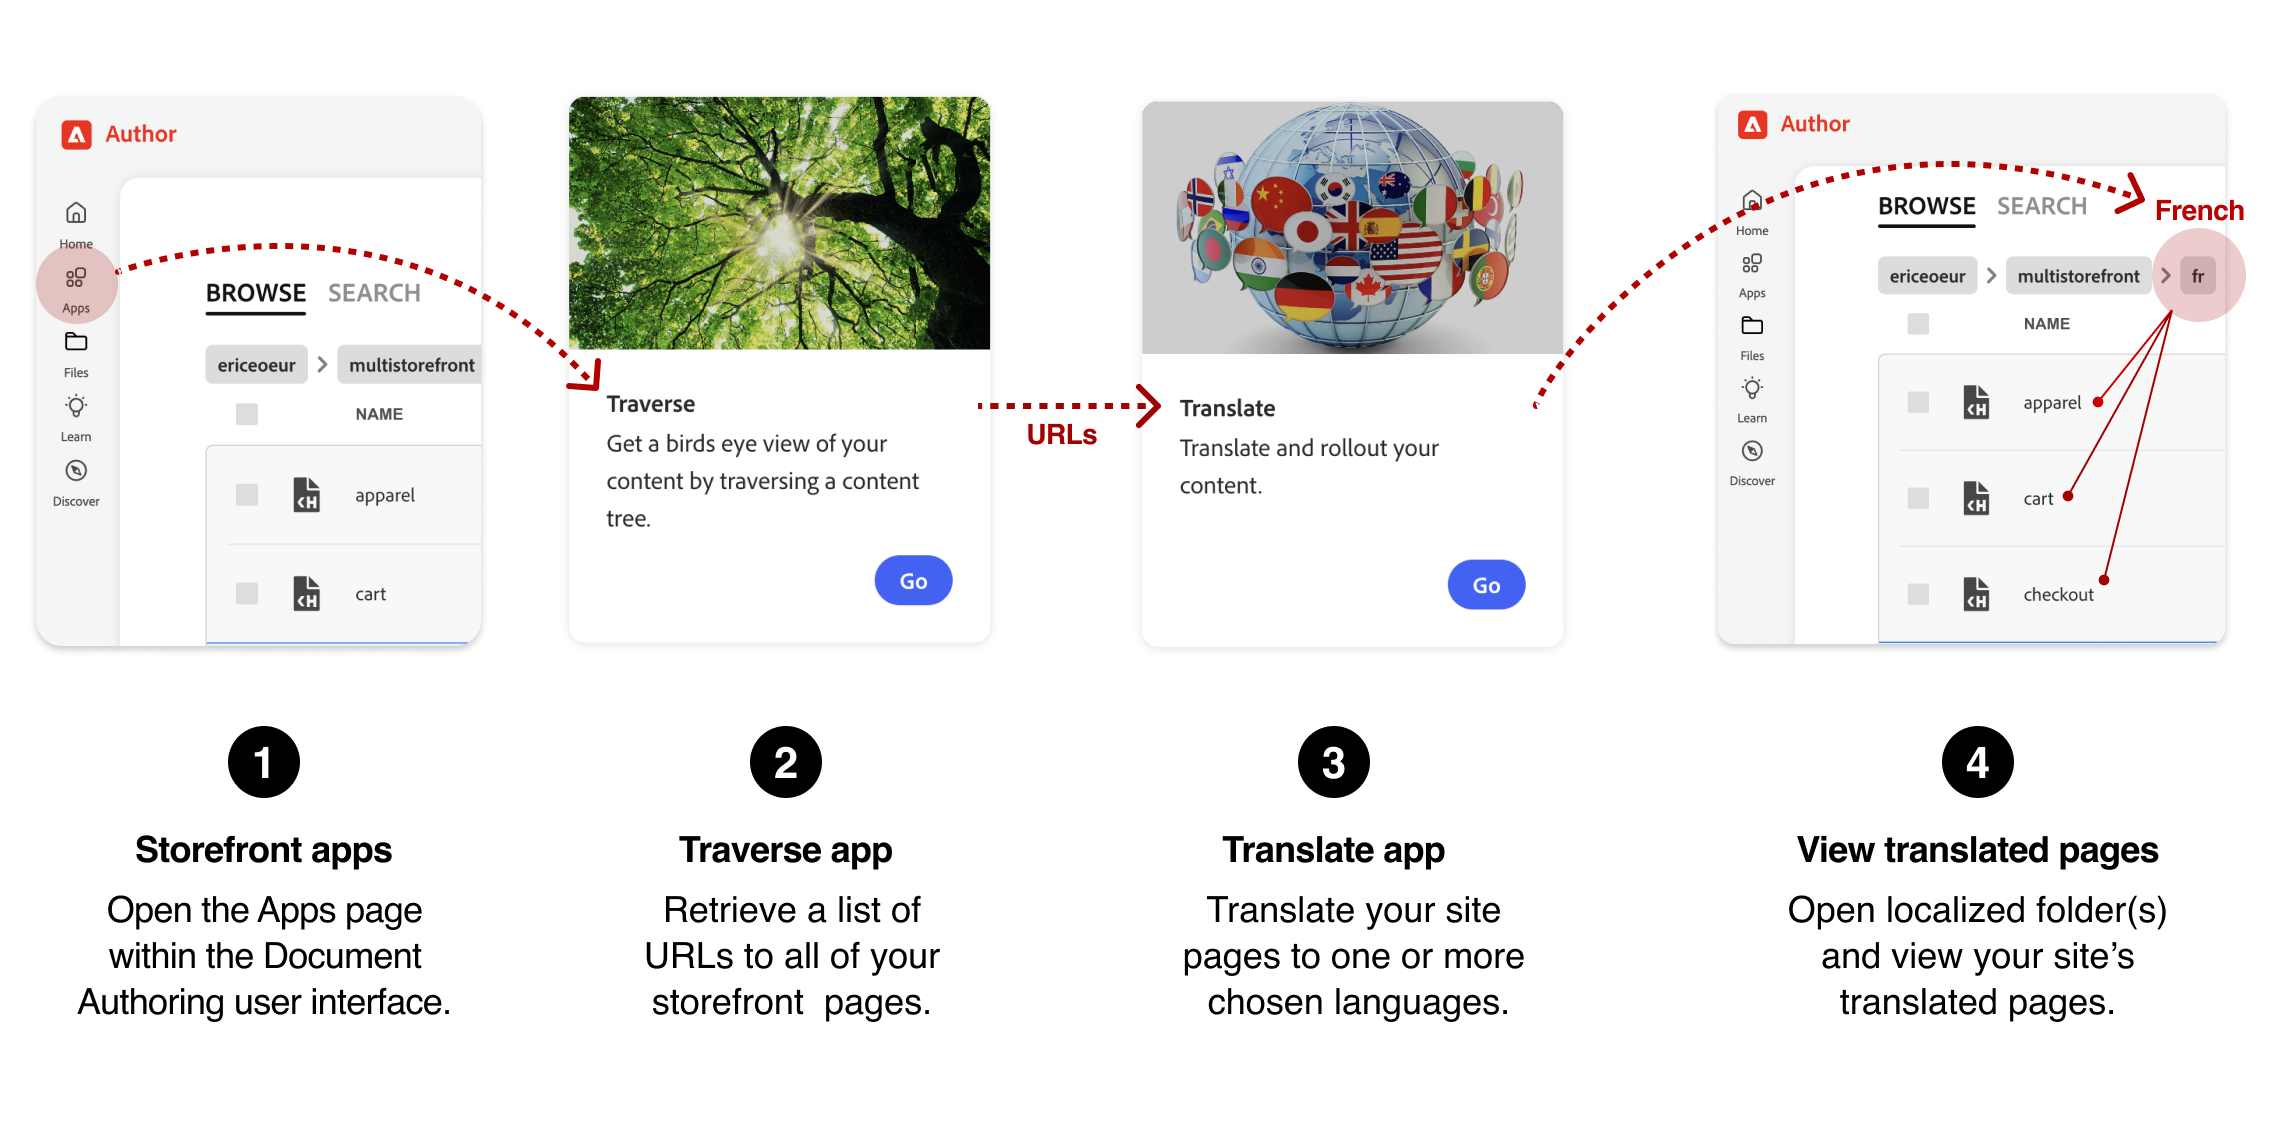 Author
Home
Apps
Files
Learn
Discover
BROWSE SEARCH
ericeoeur > multistorefront
NAME
apparel
cart
Traverse
Get a birds eye view of your
content by traversing a content
tree.
Go
URLs
Translate
Translate and rollout your
content.
Go
Author
Home
Apps
Files
Learn
Discover
BROWSE SEARCH
French
ericeoeur > multistorefront > fr
NAME
apparel
cart
checkout
1
Storefront apps
Open the Apps page
within the Document
Authoring user interface.
2
Traverse app
Retrieve a list of
URLs to all of your
storefront  pages.
3
Translate app
Translate your site
pages to one or more
chosen languages.
4
View translated pages
Open localized folder(s)
and view your site’s
translated pages.